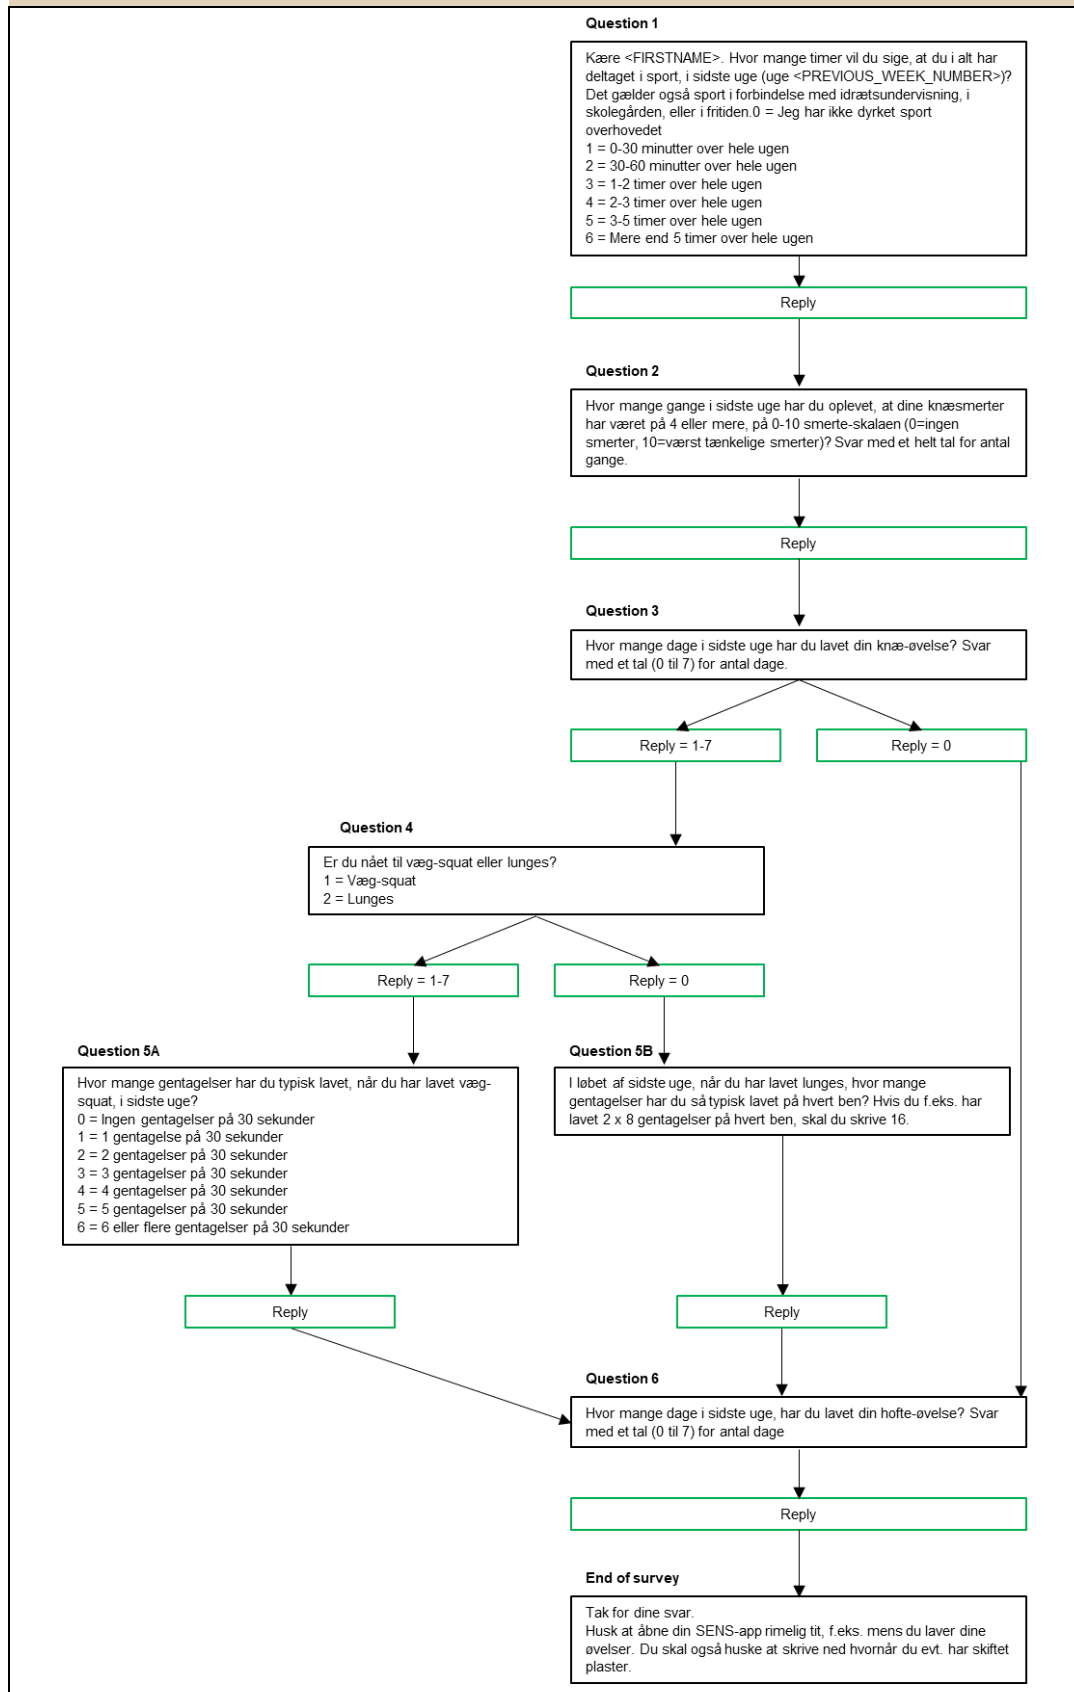 Question 1
Kære <FIRSTNAME>. Hvor mange timer vil du sige, at du i alt har
deltaget i sport, i sidste uge (uge <PREVIOUS_WEEK_NUMBER>)?
Det gælder også sport i forbindelse med idrætsundervisning, i
skolegården, eller i fritiden.0 = Jeg har ikke dyrket sport
overhovedet
1 = 0-30 minutter over hele ugen
2 = 30-60 minutter over hele ugen
3 = 1-2 timer over hele ugen
4 = 2-3 timer over hele ugen
5 = 3-5 timer over hele ugen
6 = Mere end 5 timer over hele ugen
Reply
Question 2
Hvor mange gange i sidste uge har du oplevet, at dine knæsmerter
har været på 4 eller mere, på 0-10 smerte-skalaen (0=ingen
smerter, 10=værst tænkelige smerter)? Svar med et helt tal for antal
gange.
Reply
Question 3
Hvor mange dage i sidste uge har du lavet din knæ-øvelse? Svar
med et tal (0 til 7) for antal dage.
Reply = 1-7
Reply = 0
Question 4
Er du nået til væg-squat eller lunges?
1 = Væg-squat
2 = Lunges
Reply = 1-7
Reply = 0
Question 5A
Hvor mange gentagelser har du typisk lavet, når du har lavet væg-
squat, i sidste uge?
0 = Ingen gentagelser på 30 sekunder
1 = 1 gentagelse på 30 sekunder
2 = 2 gentagelser på 30 sekunder
3 = 3 gentagelser på 30 sekunder
4 = 4 gentagelser på 30 sekunder
5 = 5 gentagelser på 30 sekunder
6 = 6 eller flere gentagelser på 30 sekunder
Question 5B
I løbet af sidste uge, når du har lavet lunges, hvor mange
gentagelser har du så typisk lavet på hvert ben? Hvis du f.eks. har
lavet 2 x 8 gentagelser på hvert ben, skal du skrive 16.
Reply
Reply
Question 6
Hvor mange dage i sidste uge, har du lavet din hofte-øvelse? Svar
med et tal (0 til 7) for antal dage
Reply
End of survey
Tak for dine svar.
Husk at åbne din SENS-app rimelig tit, f.eks. mens du laver dine
øvelser. Du skal også huske at skrive ned hvornår du evt. har skiftet
plaster.